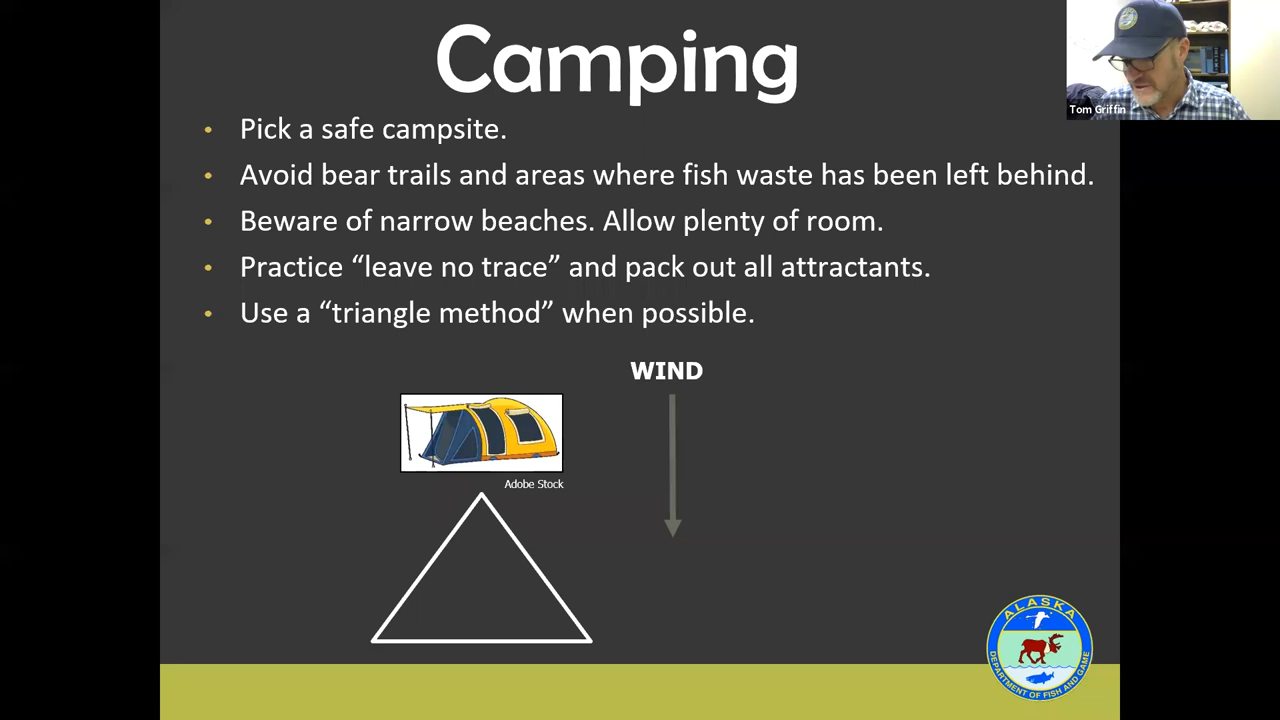 Camping
Tom Griffin
• Pick a safe campsite.
• Avoid bear trails and areas where fish waste has been left behind.
• Beware of narrow beaches. Allow plenty of room.
• Practice “leave no trace” and pack out all attractants.
• Use a “triangle method” when possible.
WIND
Adobe Stock
ALASKA
DEPARTMENT OF FISH AND GAME